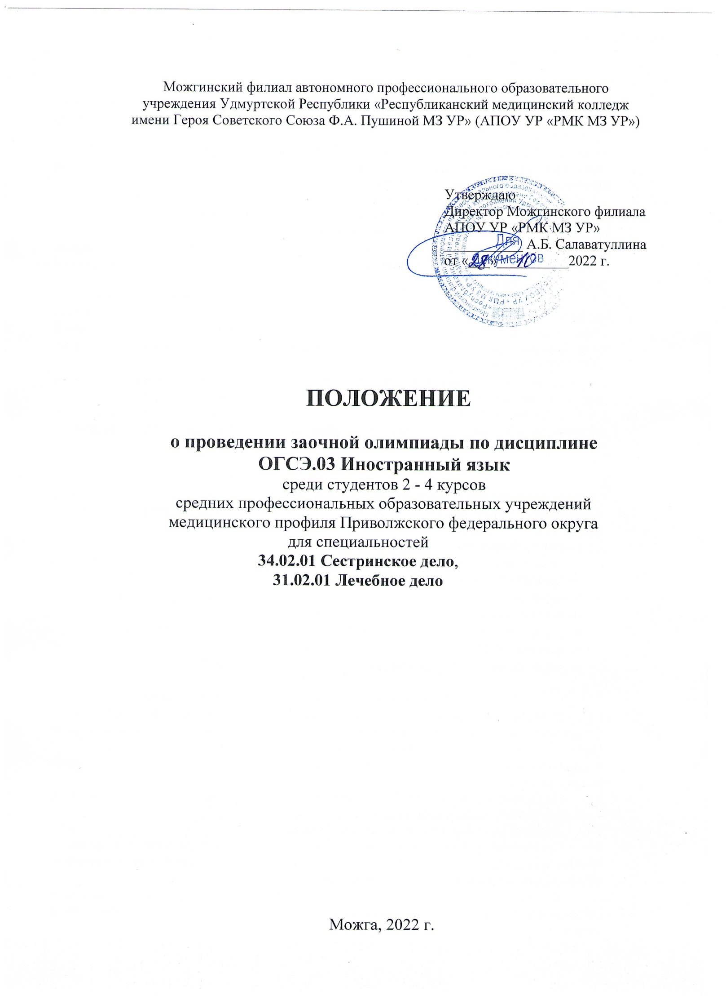 Можгинский филиал автономного профессионального образовательного
учреждения Удмуртской Республики «Республиканский медицинский колледж
имени Героя Советского Союза Ф.А. Пушиной МЗ УР» (АПОУ УР «РМК МЗ УР»)
Утверждаю
Директор Можгинского филиала
АПОУ УР «РМК МЗ УР»
____________ А.Б. Салаватуллина
от «28» 10 2022 г.
Для
документов
ПОЛОЖЕНИЕ
о проведении заочной олимпиады по дисциплине
ОГСЭ.03 Иностранный язык
среди студентов 2 - 4 курсов
средних профессиональных образовательных учреждений
медицинского профиля Приволжского федерального округа
для специальностей
34.02.01 Сестринское дело,
31.02.01 Лечебное дело
Можга, 2022 г.